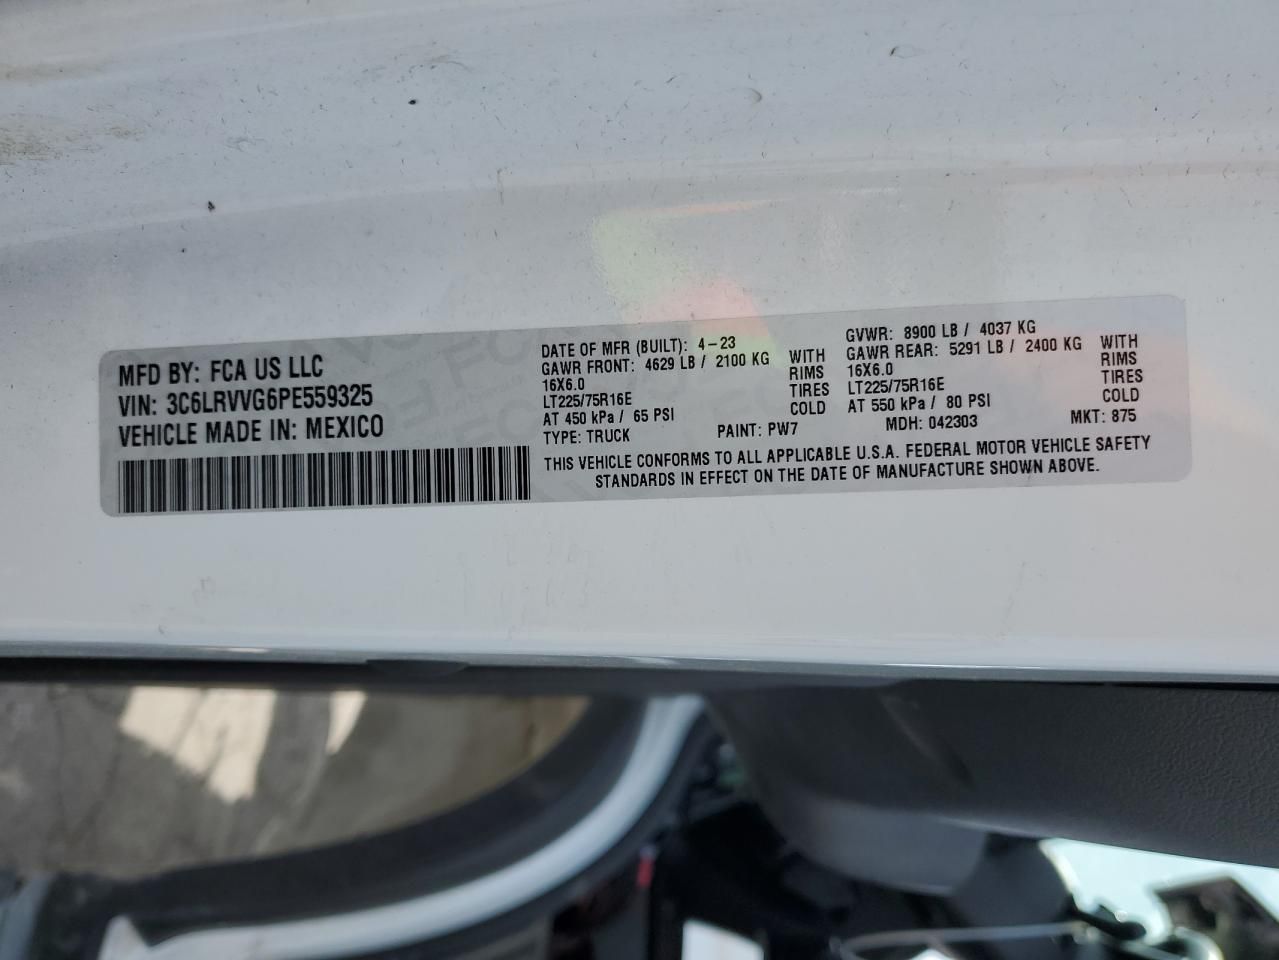 MFD BY: FCA US LLC
VIN: 3C6LRVVG6PE559325
VEHICLE MADE IN: MEXICO
DATE OF MFR (BUILT): 4-23
GAWR FRONT: 4629 LB / 2100 KG WITH
16X6.0 RIMS
LT225/75R16E TIRES
AT 450 kPa / 65 PSI COLD
TYPE: TRUCK PAINT: PW7
GVWR: 8900 LB / 4037 KG
GAWR REAR: 5291 LB / 2400 KG WITH
16X6.0 RIMS
LT225/75R16E TIRES
AT 550 kPa / 80 PSI COLD
MDH: 042303 MKT: 875
THIS VEHICLE CONFORMS TO ALL APPLICABLE U.S.A. FEDERAL MOTOR VEHICLE SAFETY
STANDARDS IN EFFECT ON THE DATE OF MANUFACTURE SHOWN ABOVE.